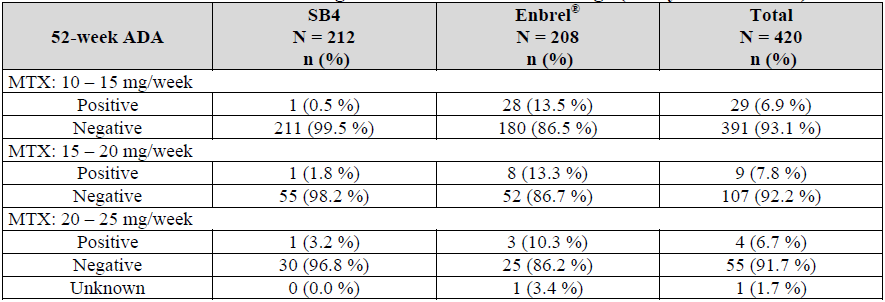 52-week ADA SB4 N = 212 n (%) Enbrel® N = 208 n (%) Total N = 420 n (%)
MTX: 10 – 15 mg/week
Positive 1 (0.5 %) 28 (13.5 %) 29 (6.9 %)
Negative 211 (99.5 %) 180 (86.5 %) 391 (93.1 %)
MTX: 15 – 20 mg/week
Positive 1 (1.8 %) 8 (13.3 %) 9 (7.8 %)
Negative 55 (98.2 %) 52 (86.7 %) 107 (92.2 %)
MTX: 20 – 25 mg/week
Positive 1 (3.2 %) 3 (10.3 %) 4 (6.7 %)
Negative 30 (96.8 %) 25 (86.2 %) 55 (91.7 %)
Unknown 0 (0.0 %) 1 (3.4 %) 1 (1.7 %)